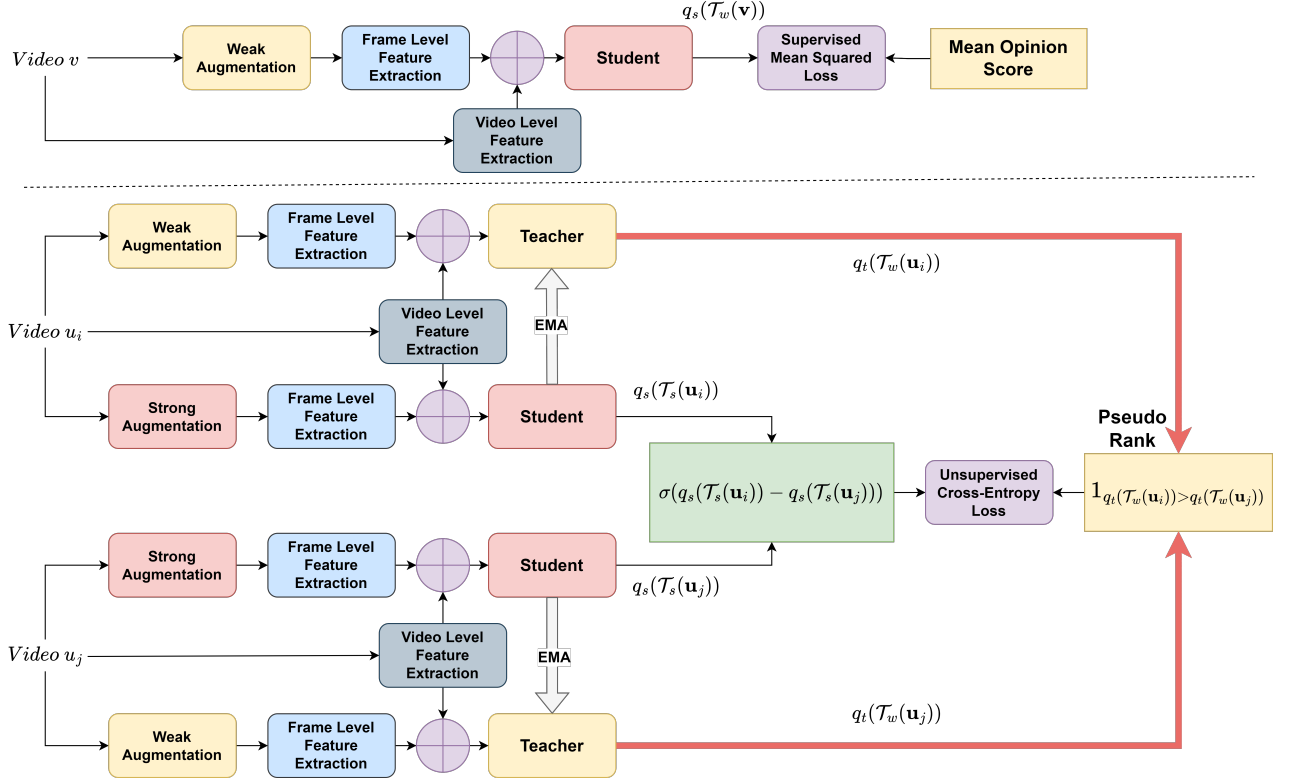 q_s(𝒯_w(v))
Video v
Weak
Augmentation
Frame Level
Feature
Extraction
Student
Supervised
Mean Squared
Loss
Mean Opinion
Score
Video Level
Feature
Extraction
Weak
Augmentation
Frame Level
Feature
Extraction
Teacher
q_t(𝒯_w(u_i))
Video u_i
Video Level
Feature
Extraction
EMA
Strong
Augmentation
Frame Level
Feature
Extraction
Student
q_s(𝒯_s(u_i))
Pseudo
Rank
σ(q_s(𝒯_s(u_i)) − q_s(𝒯_s(u_j)))
Unsupervised
Cross-Entropy
Loss
1_{q_t(𝒯_w(u_i))>q_t(𝒯_w(u_j))}
Strong
Augmentation
Frame Level
Feature
Extraction
Student
q_s(𝒯_s(u_j))
Video u_j
Video Level
Feature
Extraction
EMA
Weak
Augmentation
Frame Level
Feature
Extraction
Teacher
q_t(𝒯_w(u_j))